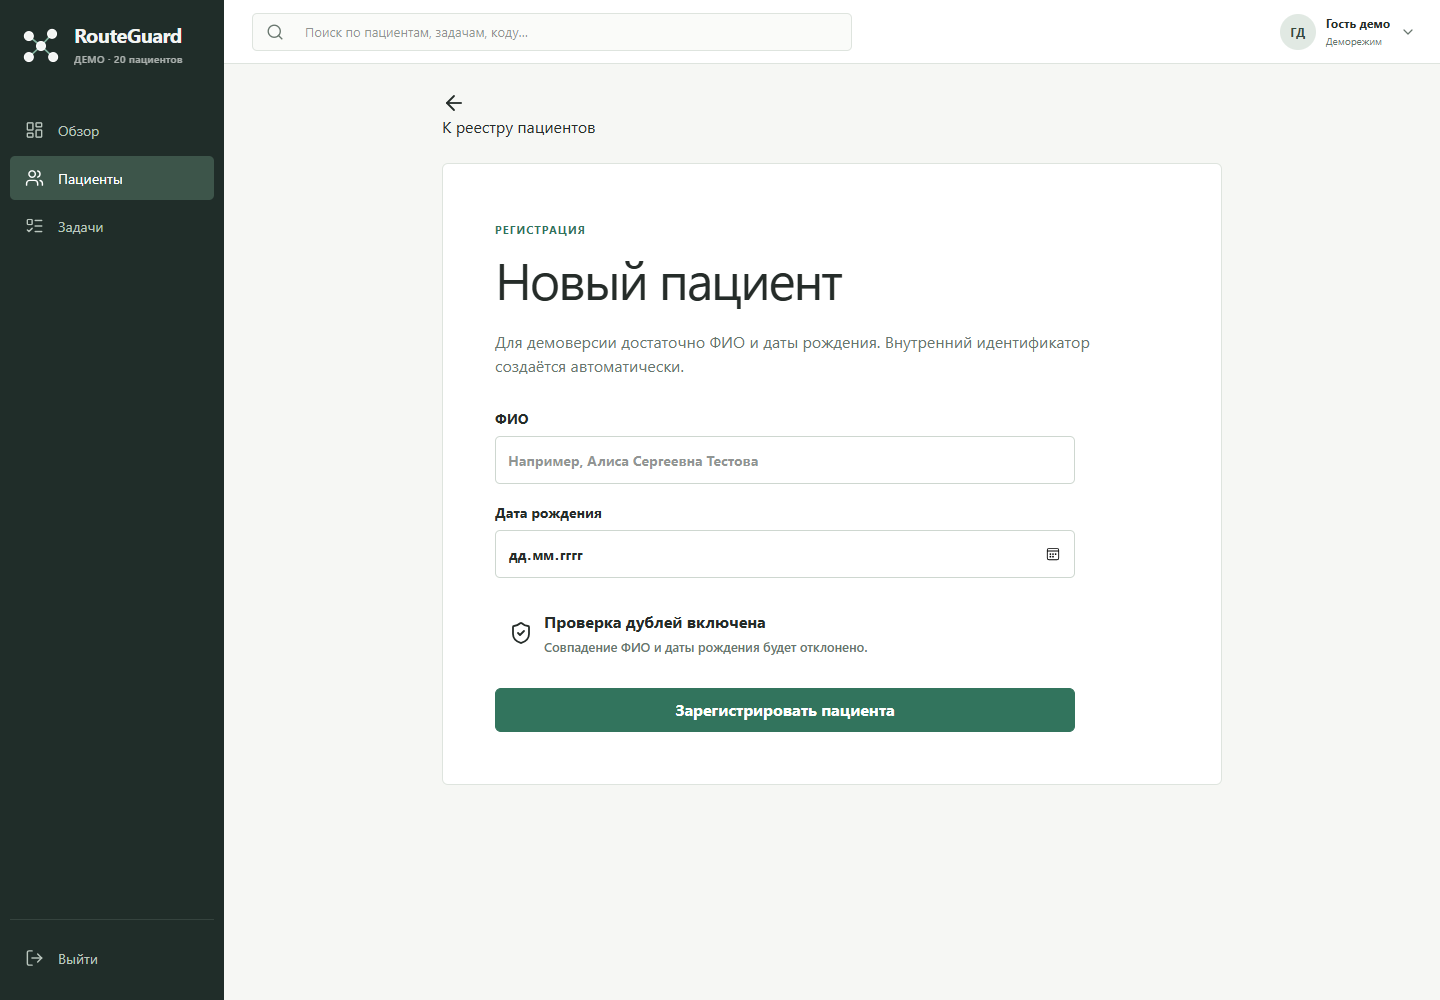 RouteGuard
ДЕМО · 20 пациентов
Обзор
Пациенты
Задачи
Выйти
Поиск по пациентам, задачам, коду...
ГД
Гость демо
Деморежим
К реестру пациентов
РЕГИСТРАЦИЯ
Новый пациент
Для демоверсии достаточно ФИО и даты рождения. Внутренний идентификатор
создаётся автоматически.
ФИО
Например, Алиса Сергеевна Тестова
Дата рождения
дд.мм.гггг
Проверка дублей включена
Совпадение ФИО и даты рождения будет отклонено.
Зарегистрировать пациента